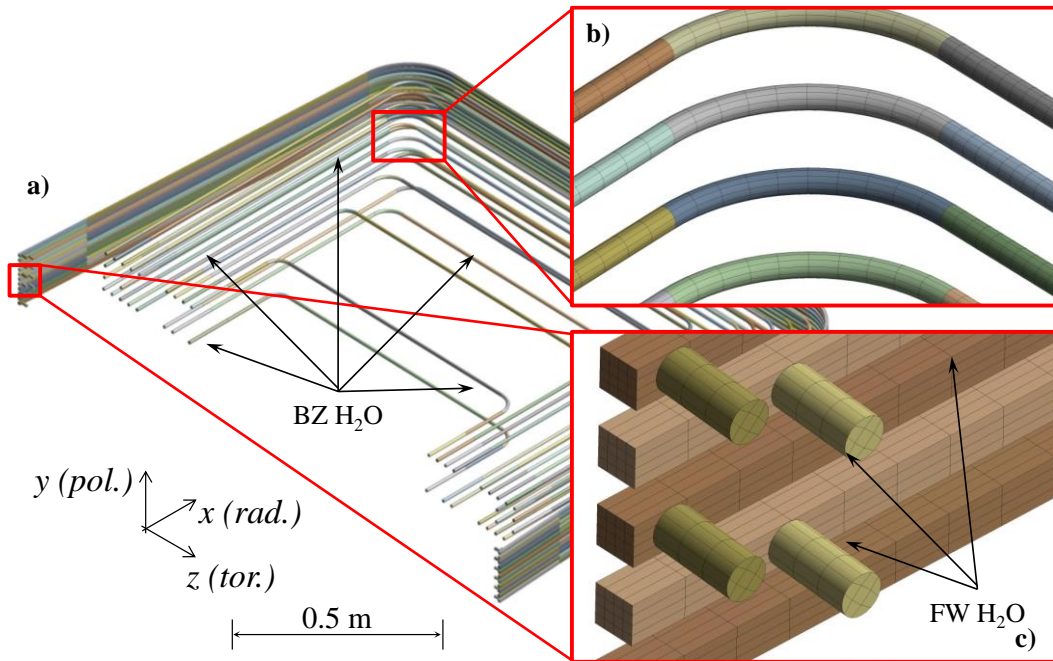 b)
a)
BZ H₂O
y (pol.)
x (rad.)
z (tor.)
0.5 m
FW H₂O
c)